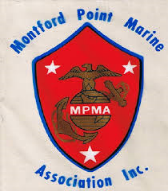 Montford Point Marine
MPMA
Association Inc.